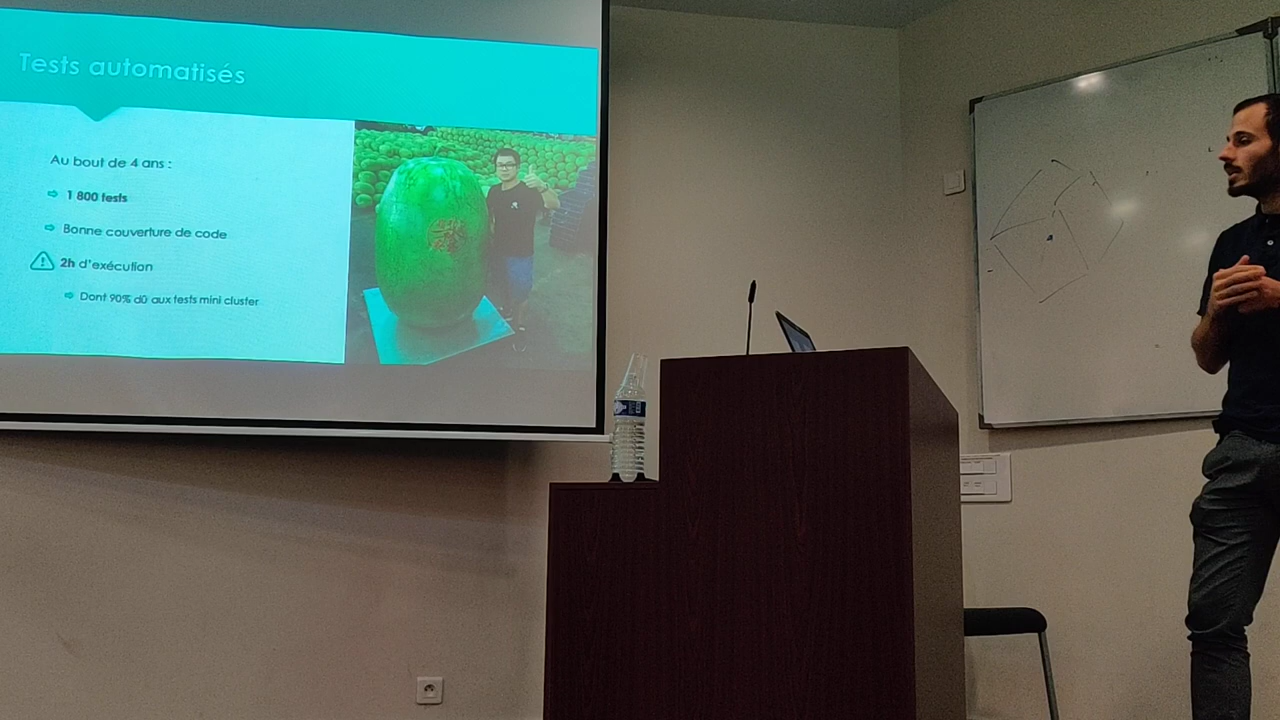 Tests automatisés
Au bout de 4 ans :
1 800 tests
Bonne couverture de code
2h d'exécution
Dont 90% dû aux tests mini cluster